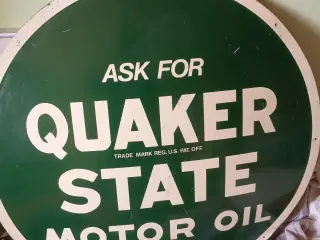 ASK FOR
QUAKER
TRADE MARK REG. U.S. PAT. OFF.
STATE
MOTOR OIL